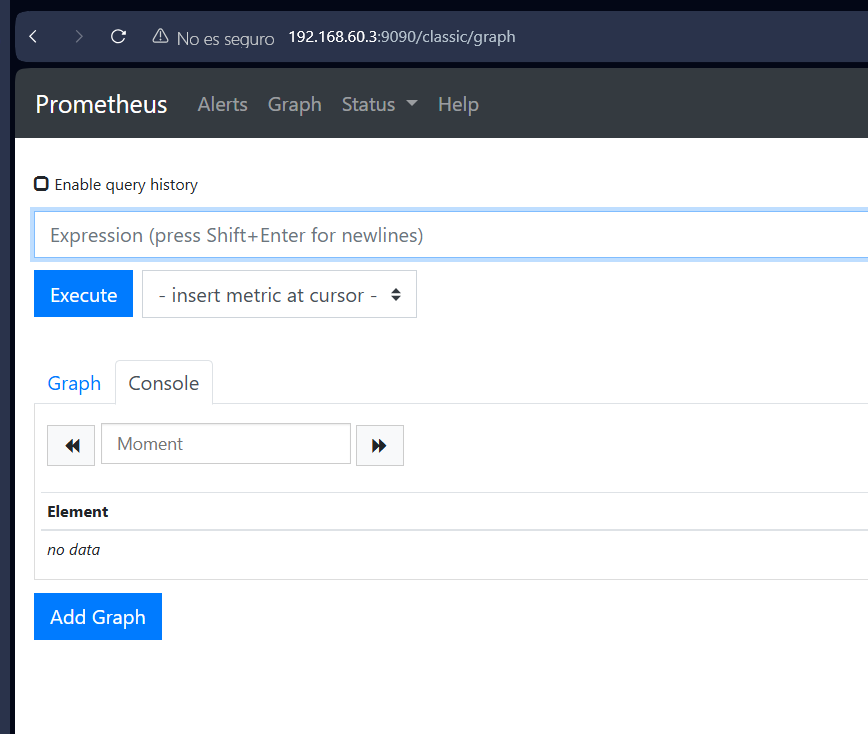 No es seguro 192.168.60.3:9090/classic/graph
Prometheus Alerts Graph Status Help
Enable query history
Expression (press Shift+Enter for newlines)
Execute - insert metric at cursor -
Graph Console
Moment
Element
no data
Add Graph